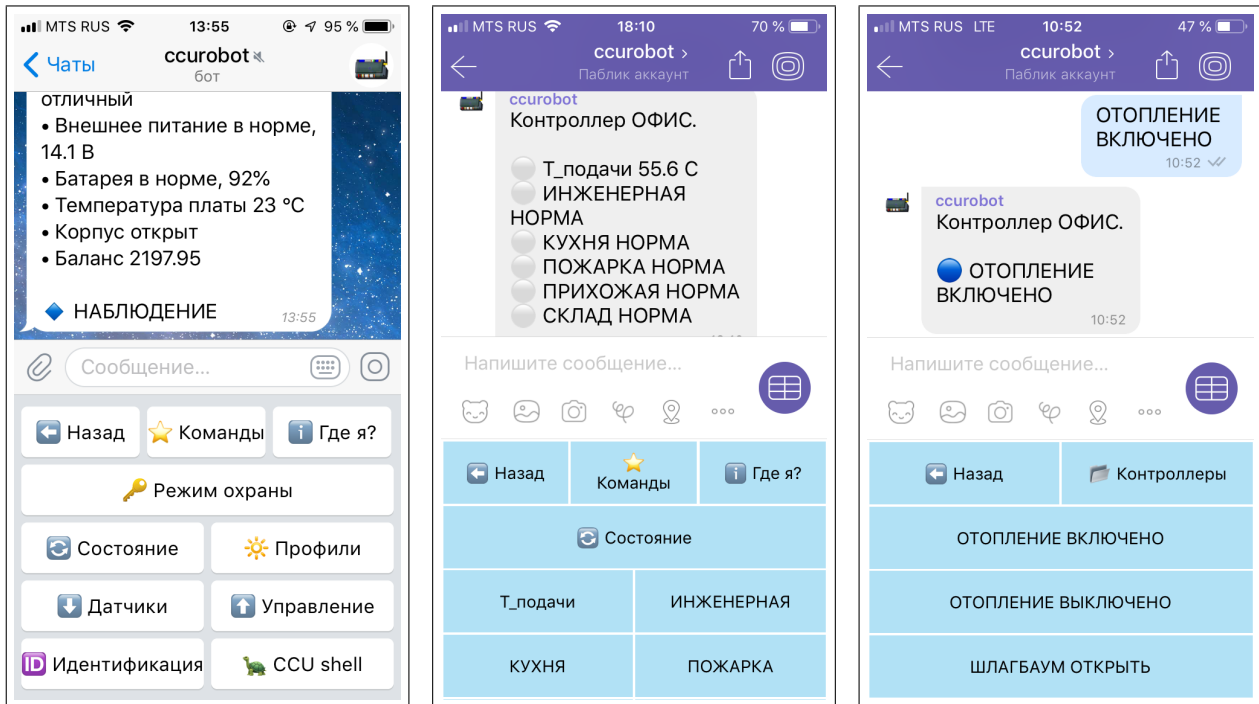 MTS RUS 13:55 95 %
Чаты
ccurobot
бот
отличный
• Внешнее питание в норме,
14.1 В
• Батарея в норме, 92%
• Температура платы 23 °C
• Корпус открыт
• Баланс 2197.95
НАБЛЮДЕНИЕ
13:55
Сообщение...
Назад Команды Где я?
Режим охраны
Состояние Профили
Датчики Управление
ID Идентификация CCU shell
MTS RUS 18:10 70 %
ccurobot >
Паблик аккаунт
ccurobot
Контроллер ОФИС.
Т_подачи 55.6 C
ИНЖЕНЕРНАЯ
НОРМА
КУХНЯ НОРМА
ПОЖАРКА НОРМА
ПРИХОЖАЯ НОРМА
СКЛАД НОРМА
Напишите сообщение...
Назад Команды Где я?
Состояние
Т_подачи ИНЖЕНЕРНАЯ
КУХНЯ ПОЖАРКА
MTS RUS LTE 10:52 47 %
ccurobot >
Паблик аккаунт
ОТОПЛЕНИЕ
ВКЛЮЧЕНО
10:52
ccurobot
Контроллер ОФИС.
ОТОПЛЕНИЕ
ВКЛЮЧЕНО
10:52
Напишите сообщение...
Назад Контроллеры
ОТОПЛЕНИЕ ВКЛЮЧЕНО
ОТОПЛЕНИЕ ВЫКЛЮЧЕНО
ШЛАГБАУМ ОТКРЫТЬ